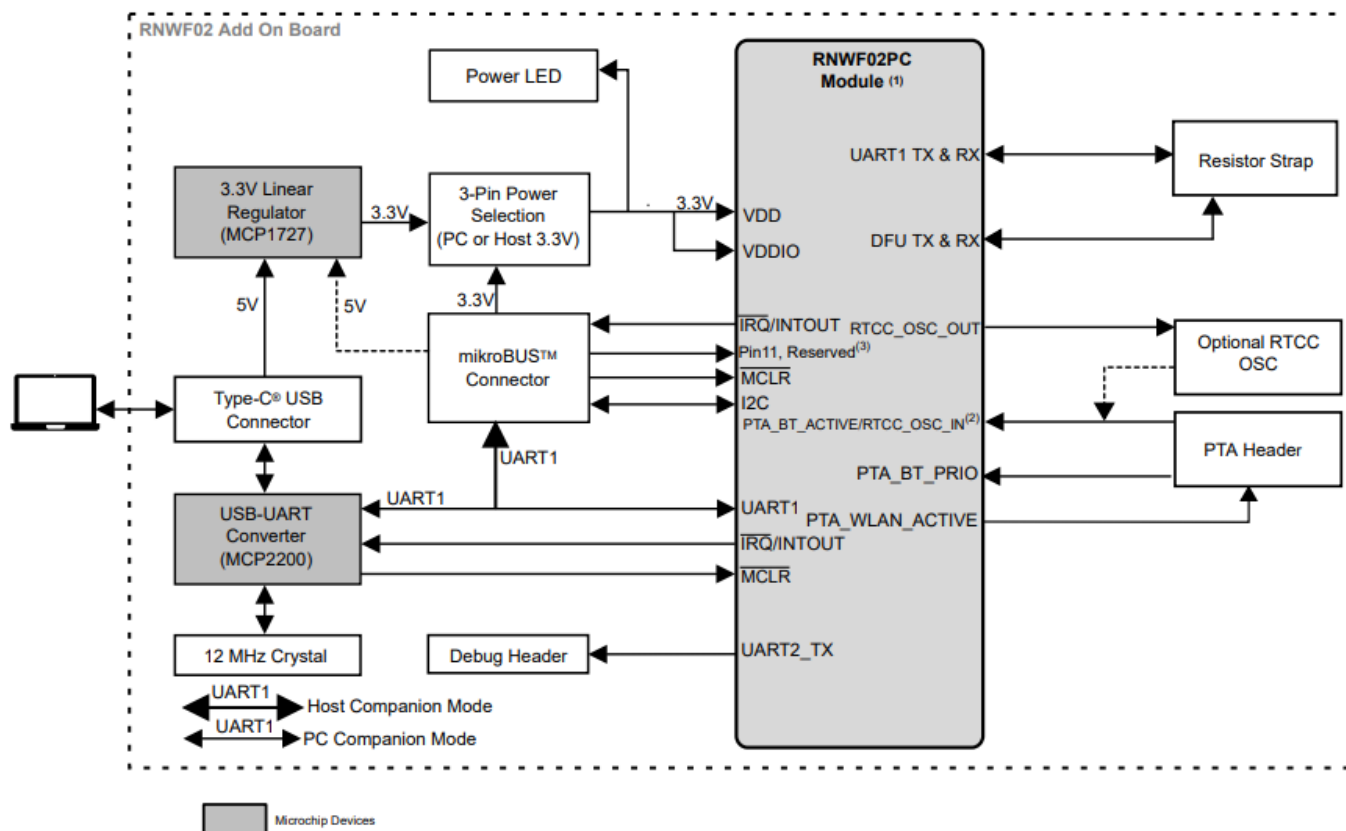 RNWF02 Add On Board
Power LED
RNWF02PC
Module (1)
UART1 TX & RX
Resistor Strap
3.3V Linear
Regulator
(MCP1727)
3.3V
3-Pin Power
Selection
(PC or Host 3.3V)
3.3V
VDD
VDDIO
DFU TX & RX
5V
5V
3.3V
mikroBUS™
Connector
IRQ/INTOUT
RTCC_OSC_OUT
Pin11, Reserved(3)
MCLR
I2C
PTA_BT_ACTIVE/RTCC_OSC_IN(2)
Optional RTCC
OSC
Type-C® USB
Connector
UART1
PTA_BT_PRIO
PTA Header
USB-UART
Converter
(MCP2200)
UART1
UART1
PTA_WLAN_ACTIVE
IRQ/INTOUT
MCLR
12 MHz Crystal
Debug Header
UART2_TX
UART1
Host Companion Mode
UART1
PC Companion Mode
Microchip Devices